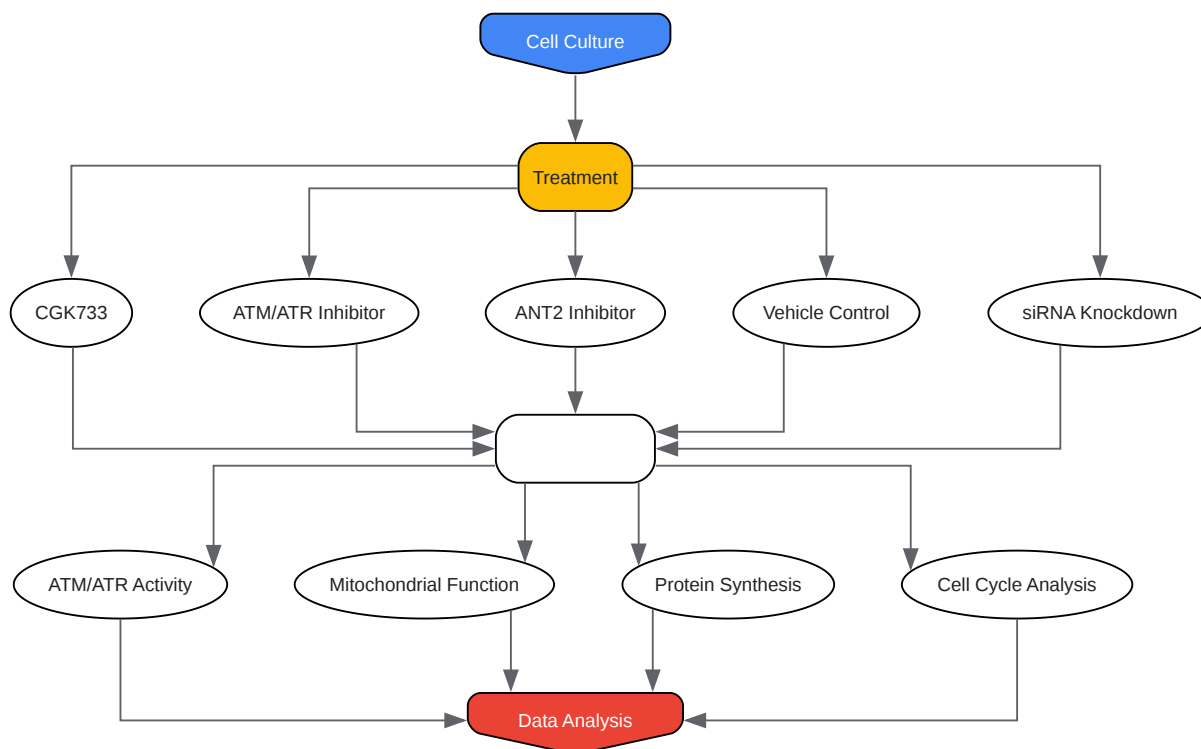 Cell Culture
Treatment
CGK733
ATM/ATR Inhibitor
ANT2 Inhibitor
Vehicle Control
siRNA Knockdown
ATM/ATR Activity
Mitochondrial Function
Protein Synthesis
Cell Cycle Analysis
Data Analysis